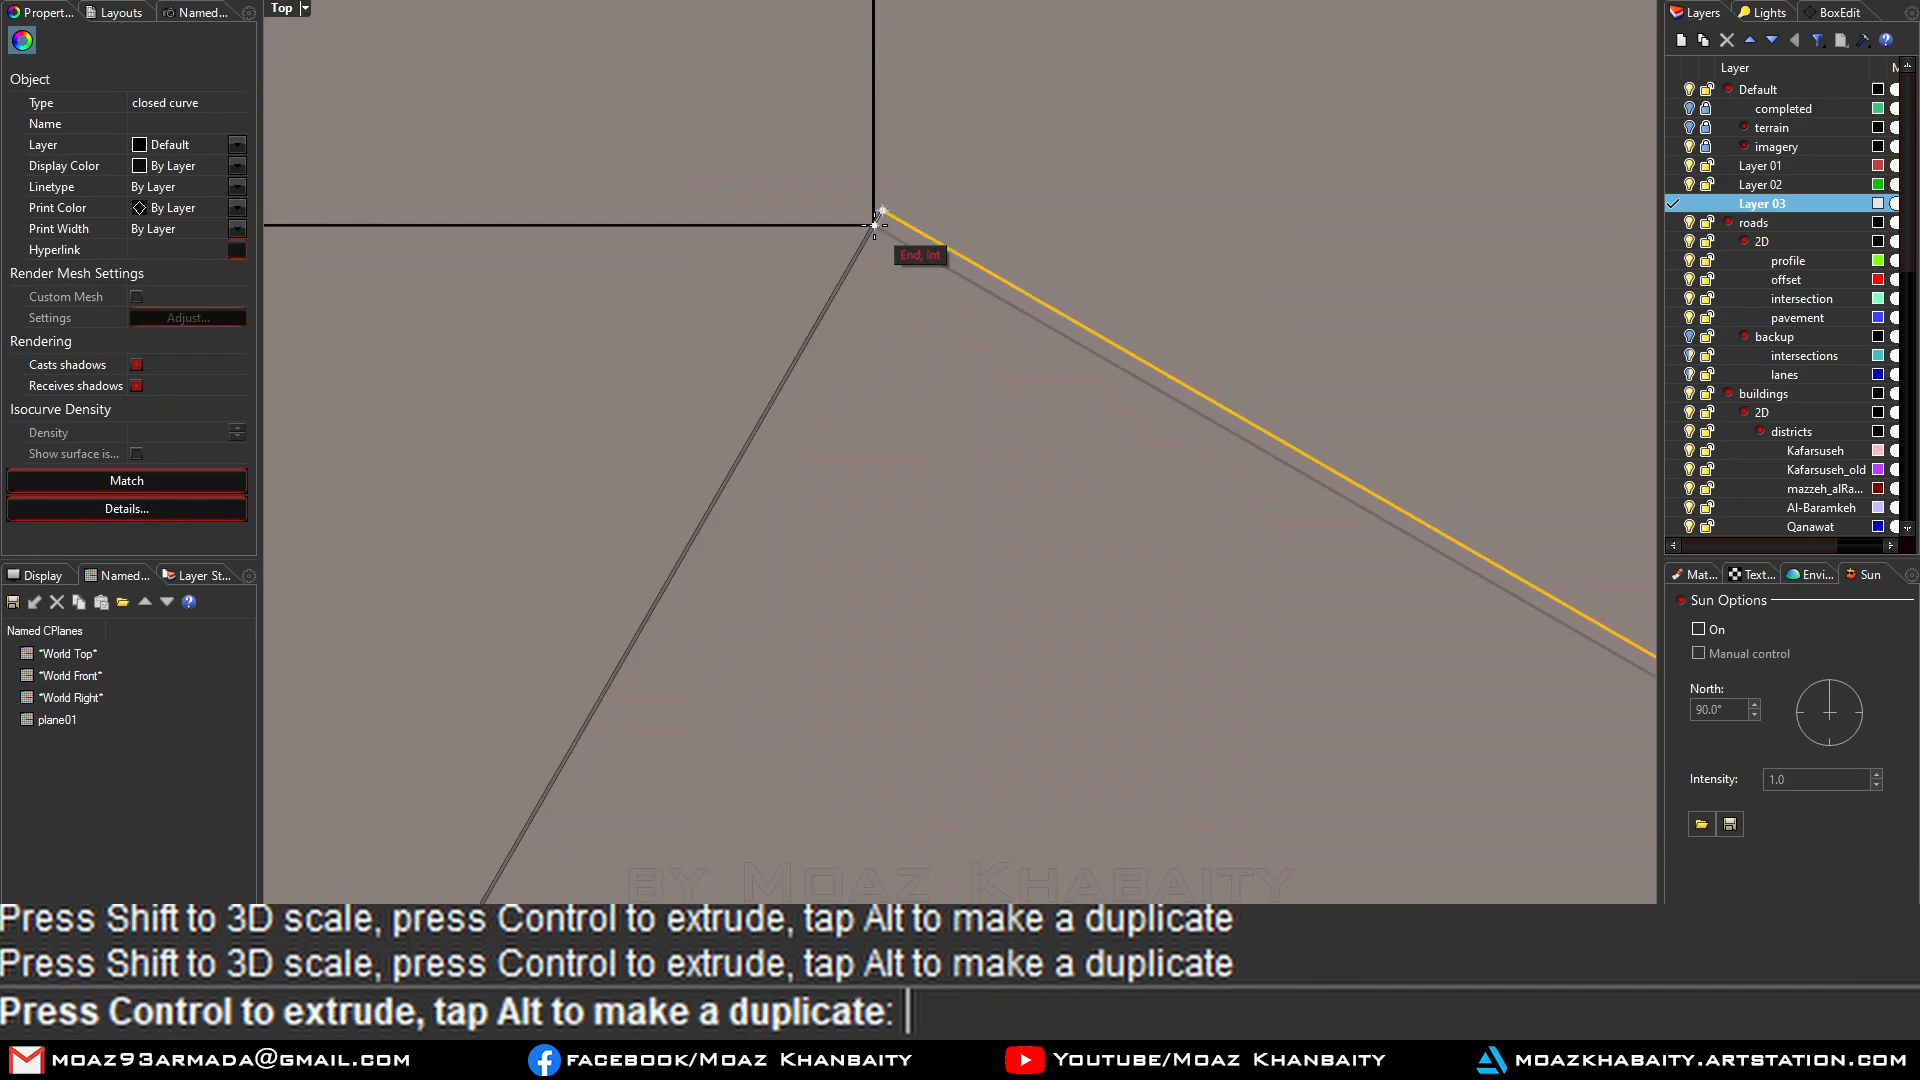 Propert...
Layouts
Named...
Object
Type closed curve
Name
Layer Default
Display Color By Layer
Linetype By Layer
Print Color By Layer
Print Width By Layer
Hyperlink
Render Mesh Settings
Custom Mesh
Settings Adjust...
Rendering
Casts shadows
Receives shadows
Isocurve Density
Density
Show surface is...
Match
Details...
Display
Named...
Layer St...
Named CPlanes
*World Top*
*World Front*
*World Right*
plane01
Top
End, Int
by Moaz Khabaity
Layers
Lights
BoxEdit
Layer
Default
completed
terrain
imagery
Layer 01
Layer 02
Layer 03
roads
2D
profile
offset
intersection
pavement
backup
intersections
lanes
buildings
2D
districts
Kafarsuseh
Kafarsuseh_old
mazzeh_alRa...
Al-Baramkeh
Qanawat
Mat...
Text...
Envi...
Sun
Sun Options
On
Manual control
North:
90.0°
Intensity: 1.0
Press Shift to 3D scale, press Control to extrude, tap Alt to make a duplicate
Press Shift to 3D scale, press Control to extrude, tap Alt to make a duplicate
Press Control to extrude, tap Alt to make a duplicate:
moaz93armada@gmail.com
facebook/Moaz Khanbaity
Youtube/Moaz Khanbaity
moazkhabaity.artstation.com